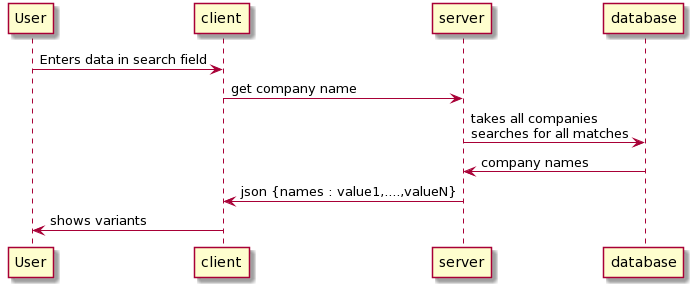 User client server database
Enters data in search field
get company name
takes all companies
searches for all matches
company names
json {names : value1,....,valueN}
shows variants
User client server database